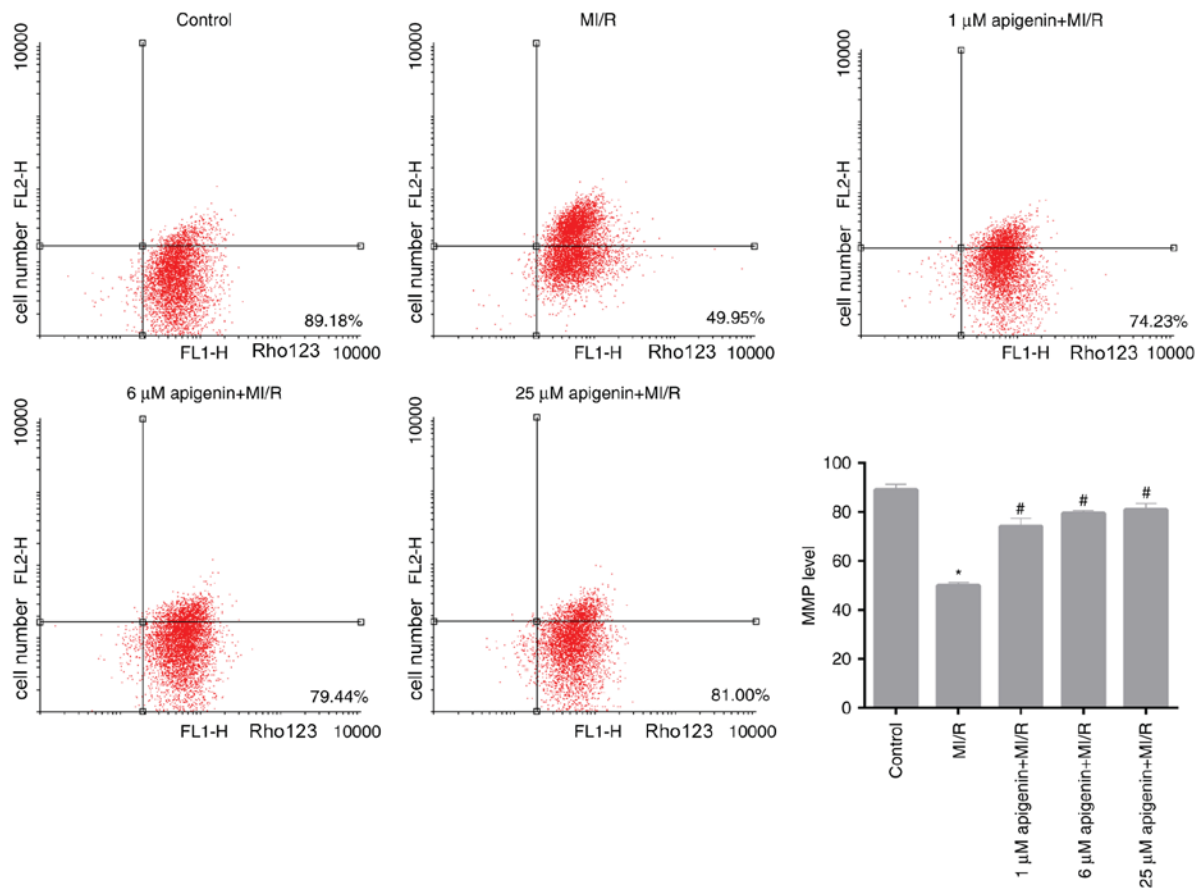 Control
10000
cell number FL2-H
89.18%
FL1-H Rho123 10000
MI/R
10000
cell number FL2-H
49.95%
FL1-H Rho123 10000
1 μM apigenin+MI/R
10000
cell number FL2-H
74.23%
FL1-H Rho123 10000
6 μM apigenin+MI/R
10000
cell number FL2-H
79.44%
FL1-H Rho123 10000
25 μM apigenin+MI/R
10000
cell number FL2-H
81.00%
FL1-H Rho123 10000
MMP level
100
80
60
40
20
0
*
#
#
#
Control
MI/R
1 μM apigenin+MI/R
6 μM apigenin+MI/R
25 μM apigenin+MI/R